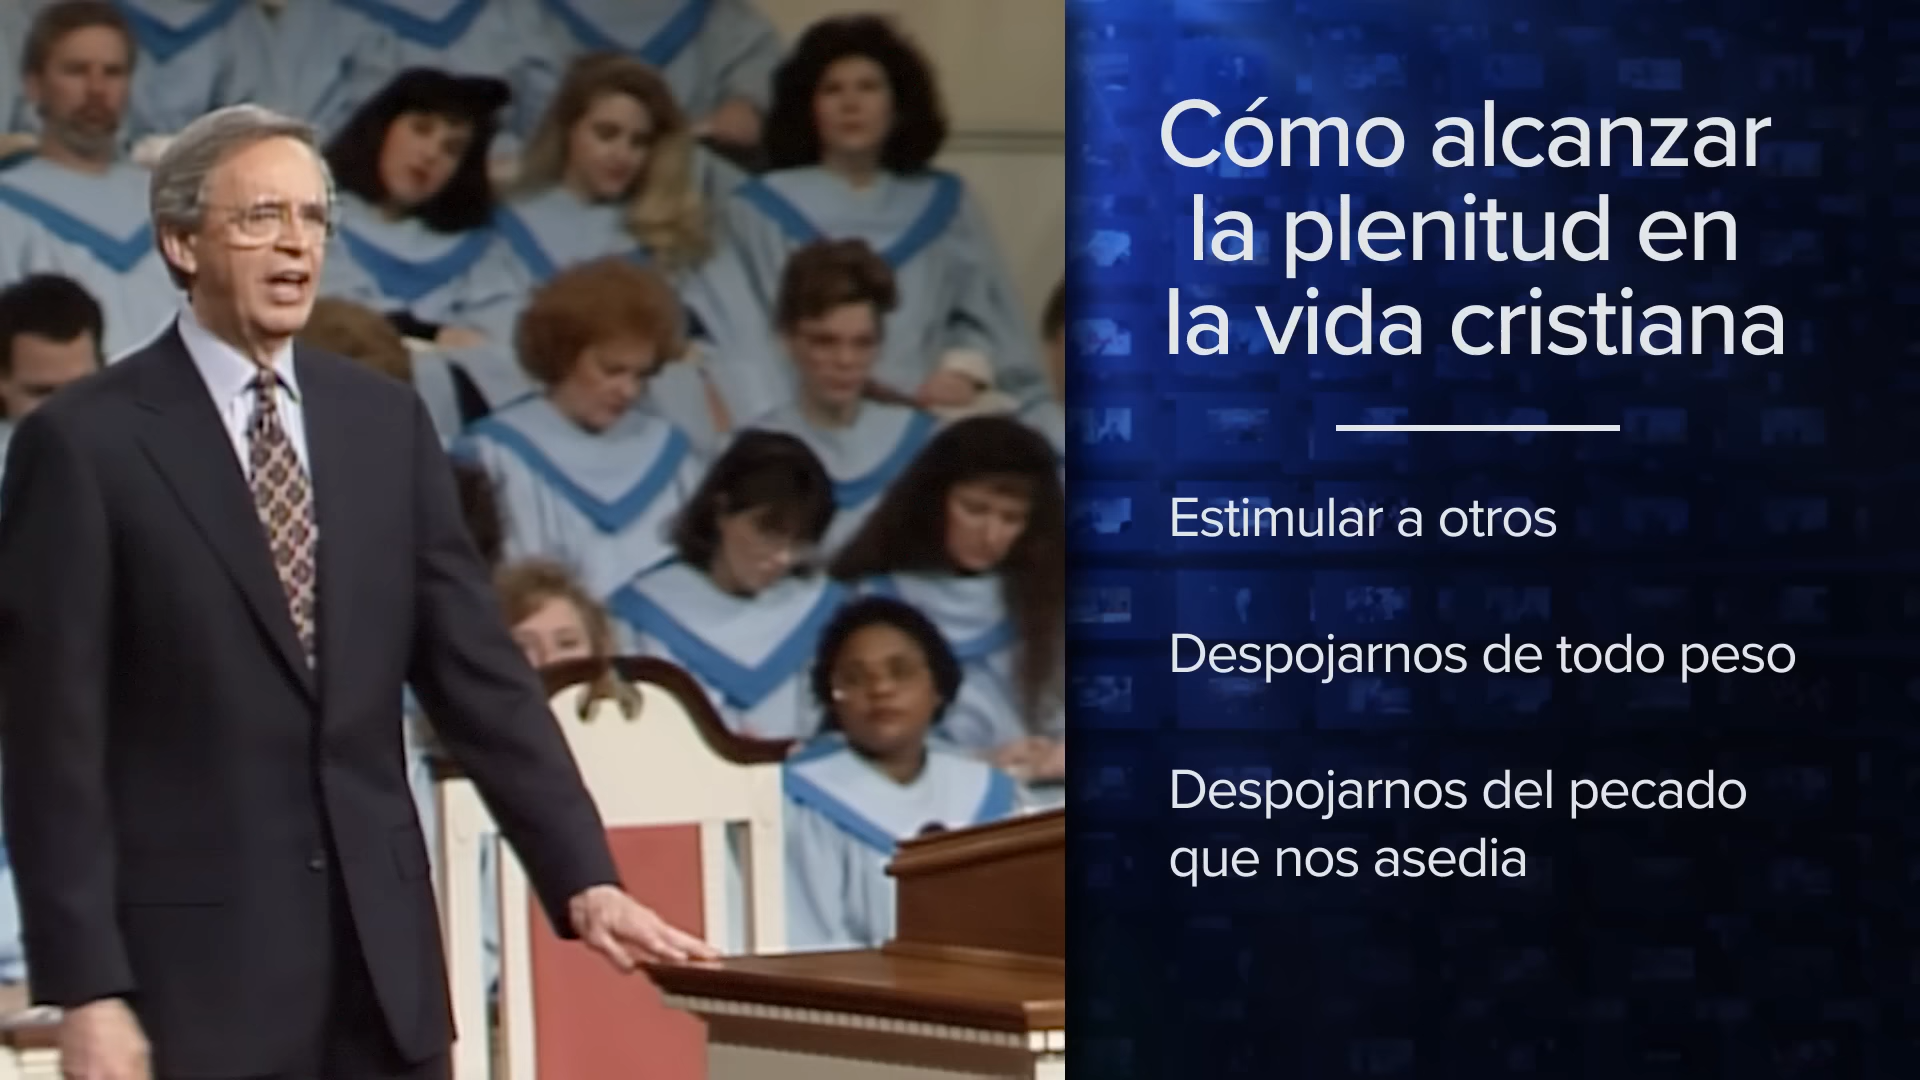 Cómo alcanzar
la plenitud en
la vida cristiana
Estimular a otros
Despojarnos de todo peso
Despojarnos del pecado
que nos asedia